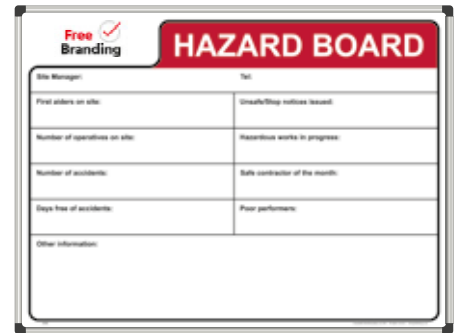 Free
Branding
HAZARD BOARD
Site Manager: Tel:
First aiders on site: Unsafe/Stop notices issued:
Number of operatives on site: Hazardous works in progress:
Number of accidents: Safe contractor of the month:
Days free of accidents: Poor performers:
Other information: